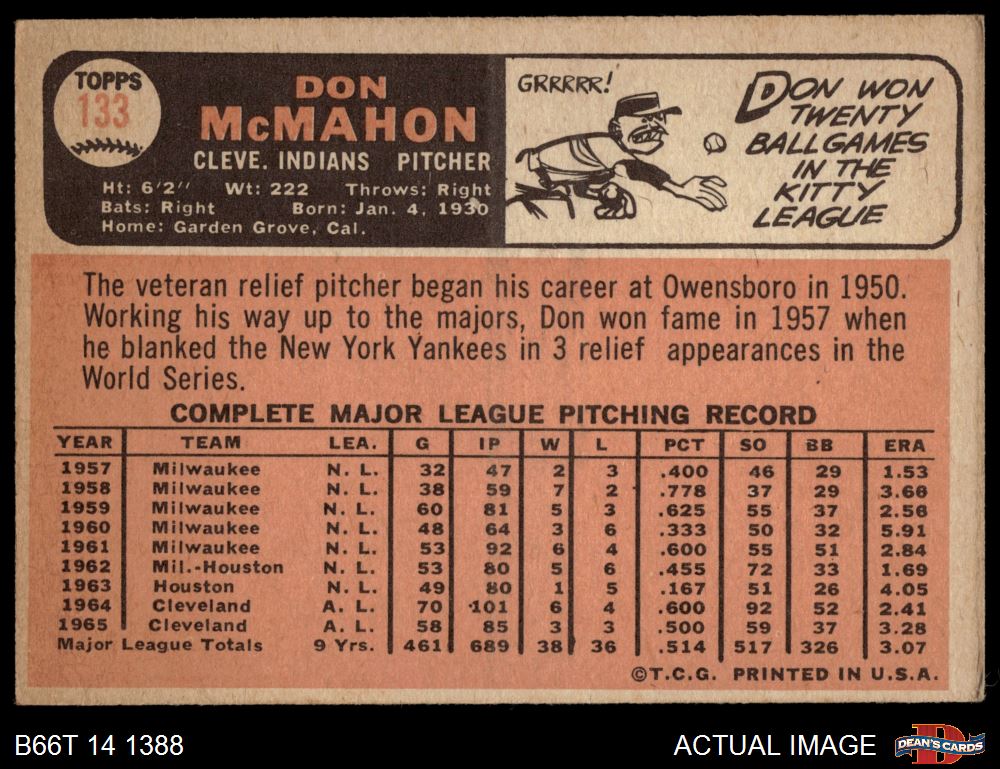 TOPPS
133
DON
McMAHON
CLEVE. INDIANS PITCHER
Ht: 6'2" Wt: 222 Throws: Right
Bats: Right Born: Jan. 4, 1930
Home: Garden Grove, Cal.
GRRRRR!
DON WON
TWENTY
BALLGAMES
IN THE
KITTY
LEAGUE
The veteran relief pitcher began his career at Owensboro in 1950.
Working his way up to the majors, Don won fame in 1957 when
he blanked the New York Yankees in 3 relief appearances in the
World Series.
COMPLETE MAJOR LEAGUE PITCHING RECORD
YEAR TEAM LEA. G IP W L PCT SO BB ERA
1957 Milwaukee N. L. 32 47 2 3 .400 46 29 1.53
1958 Milwaukee N. L. 38 59 7 2 .778 37 29 3.66
1959 Milwaukee N. L. 60 81 5 3 .625 55 37 2.56
1960 Milwaukee N. L. 48 64 3 6 .333 50 32 5.91
1961 Milwaukee N. L. 53 92 6 4 .600 55 51 2.84
1962 Mil.-Houston N. L. 53 80 5 6 .455 72 33 1.69
1963 Houston N. L. 49 80 1 5 .167 51 26 4.05
1964 Cleveland A. L. 70 101 6 4 .600 92 52 2.41
1965 Cleveland A. L. 58 85 3 3 .500 59 37 3.28
Major League Totals 9 Yrs. 461 689 38 36 .514 517 326 3.07
©T.C.G. PRINTED IN U.S.A.
B66T 14 1388
ACTUAL IMAGE
DEAN'S CARDS